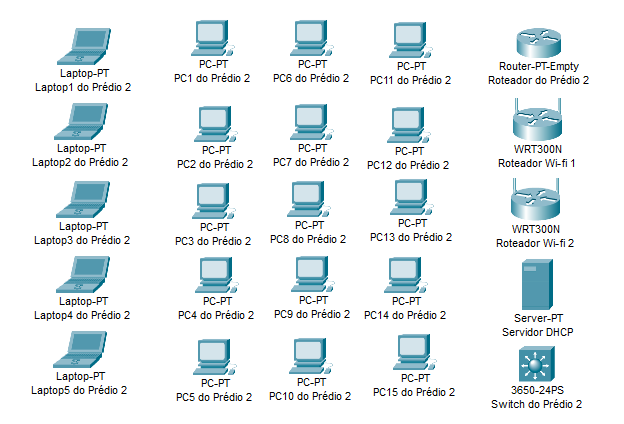 Laptop-PT
Laptop1 do Prédio 2
PC-PT
PC1 do Prédio 2
PC-PT
PC6 do Prédio 2
PC-PT
PC11 do Prédio 2
Router-PT-Empty
Roteador do Prédio 2
Laptop-PT
Laptop2 do Prédio 2
PC-PT
PC2 do Prédio 2
PC-PT
PC7 do Prédio 2
PC-PT
PC12 do Prédio 2
WRT300N
Roteador Wi-fi 1
Laptop-PT
Laptop3 do Prédio 2
PC-PT
PC3 do Prédio 2
PC-PT
PC8 do Prédio 2
PC-PT
PC13 do Prédio 2
WRT300N
Roteador Wi-fi 2
Laptop-PT
Laptop4 do Prédio 2
PC-PT
PC4 do Prédio 2
PC-PT
PC9 do Prédio 2
PC-PT
PC14 do Prédio 2
Server-PT
Servidor DHCP
Laptop-PT
Laptop5 do Prédio 2
PC-PT
PC5 do Prédio 2
PC-PT
PC10 do Prédio 2
PC-PT
PC15 do Prédio 2
3650-24PS
Switch do Prédio 2